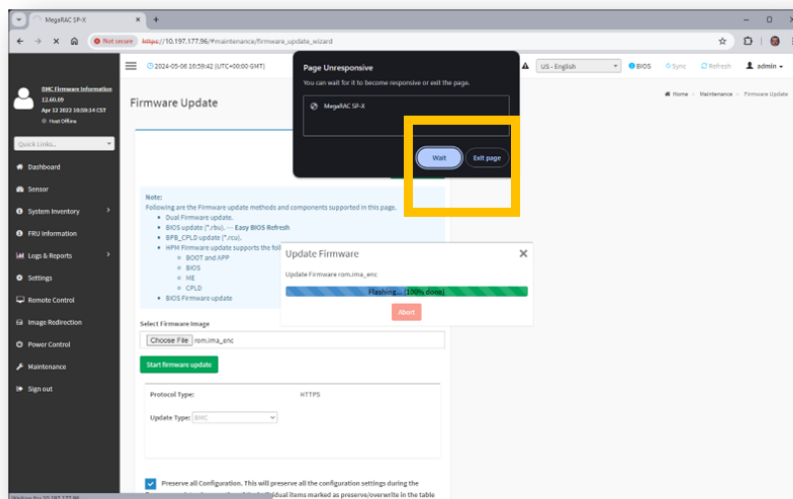 MegaRAC SP-X
Not secure https://10.197.177.96/#maintenance/firmware_update_wizard
2024-05-06 10:59:42 (UTC+00:00 GMT)
US - English
BIOS
Sync
Refresh
admin
Page Unresponsive
You can wait for it to become responsive or exit the page.
MegaRAC SP-X
Wait
Exit page
BMC Firmware Information
12.60.09
Apr 12 2022 10:59:14 CST
Host Offline
Quick Links...
Dashboard
Sensor
System Inventory
FRU Information
Logs & Reports
Settings
Remote Control
Image Redirection
Power Control
Maintenance
Sign out
Firmware Update
Home - Maintenance - Firmware Update
Note:
Following are the Firmware update methods and components supported in this page.
Dual Firmware update.
BIOS update (*.rbu). --- Easy BIOS Refresh
BPB_CPLD update (*.rcu).
HPM Firmware update supports the fol
BOOT and APP
BIOS
ME
CPLD
BIOS Firmware update
Update Firmware
Update Firmware rom.ima_enc
Flashing... (100% done)
Abort
Select Firmware Image
Choose File rom.ima_enc
Start firmware update
Protocol Type: HTTPS
Update Type: BMC
Preserve all Configuration. This will preserve all the configuration settings during the
individual items marked as preserve/overwrite in the table
Waiting for 10.197.177.96